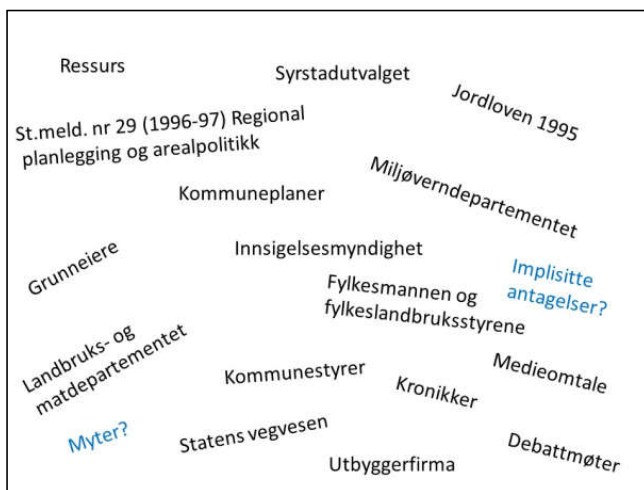 Ressurs
Syrstadutvalget
Jordloven 1995
St.meld. nr 29 (1996-97) Regional
planlegging og arealpolitikk
Miljøverndepartementet
Kommuneplaner
Grunneiere
Innsigelsesmyndighet
Implisitte
antagelser?
Fylkesmannen og
fylkeslandbruksstyrene
Landbruks- og
matdepartementet
Kommunestyrer
Kronikker
Medieomtale
Myter?
Statens vegvesen
Debattmøter
Utbyggerfirma